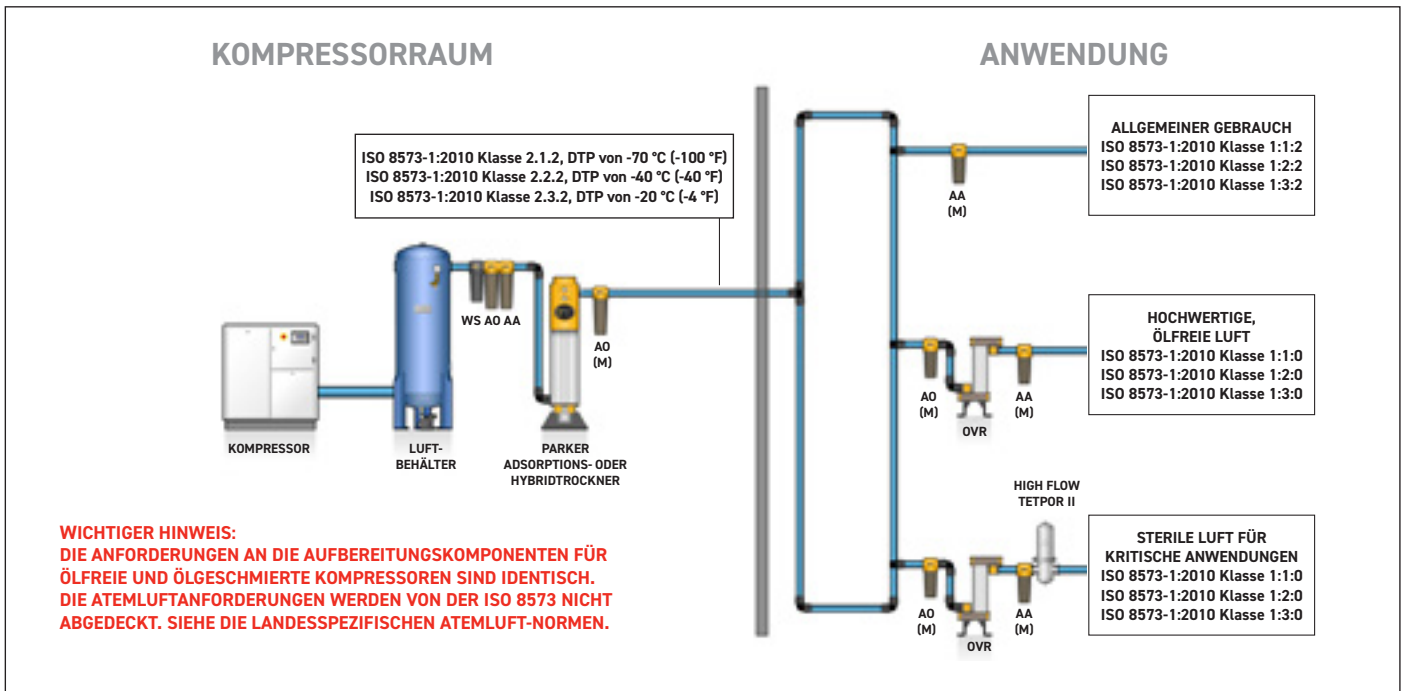 KOMPRESSORRAUM
ANWENDUNG
ISO 8573-1:2010 Klasse 2.1.2, DTP von -70 °C (-100 °F)
ISO 8573-1:2010 Klasse 2.2.2, DTP von -40 °C (-40 °F)
ISO 8573-1:2010 Klasse 2.3.2, DTP von -20 °C (-4 °F)
ALLGEMEINER GEBRAUCH
ISO 8573-1:2010 Klasse 1:1:2
ISO 8573-1:2010 Klasse 1:2:2
ISO 8573-1:2010 Klasse 1:3:2
AA
(M)
WS AO AA
AO
(M)
KOMPRESSOR
LUFT-
BEHÄLTER
PARKER
ADSORPTIONS- ODER
HYBRIDTROCKNER
HOCHWERTIGE,
ÖLFREIE LUFT
ISO 8573-1:2010 Klasse 1:1:0
ISO 8573-1:2010 Klasse 1:2:0
ISO 8573-1:2010 Klasse 1:3:0
AO
(M)
OVR
AA
(M)
HIGH FLOW
TETPOR II
STERILE LUFT FÜR
KRITISCHE ANWENDUNGEN
ISO 8573-1:2010 Klasse 1:1:0
ISO 8573-1:2010 Klasse 1:2:0
ISO 8573-1:2010 Klasse 1:3:0
AO
(M)
OVR
AA
(M)
WICHTIGER HINWEIS:
DIE ANFORDERUNGEN AN DIE AUFBEREITUNGSKOMPONENTEN FÜR
ÖLFREIE UND ÖLGESCHMIERTE KOMPRESSOREN SIND IDENTISCH.
DIE ATEMLUFTANFORDERUNGEN WERDEN VON DER ISO 8573 NICHT
ABGEDECKT. SIEHE DIE LANDESSPEZIFISCHEN ATEMLUFT-NORMEN.